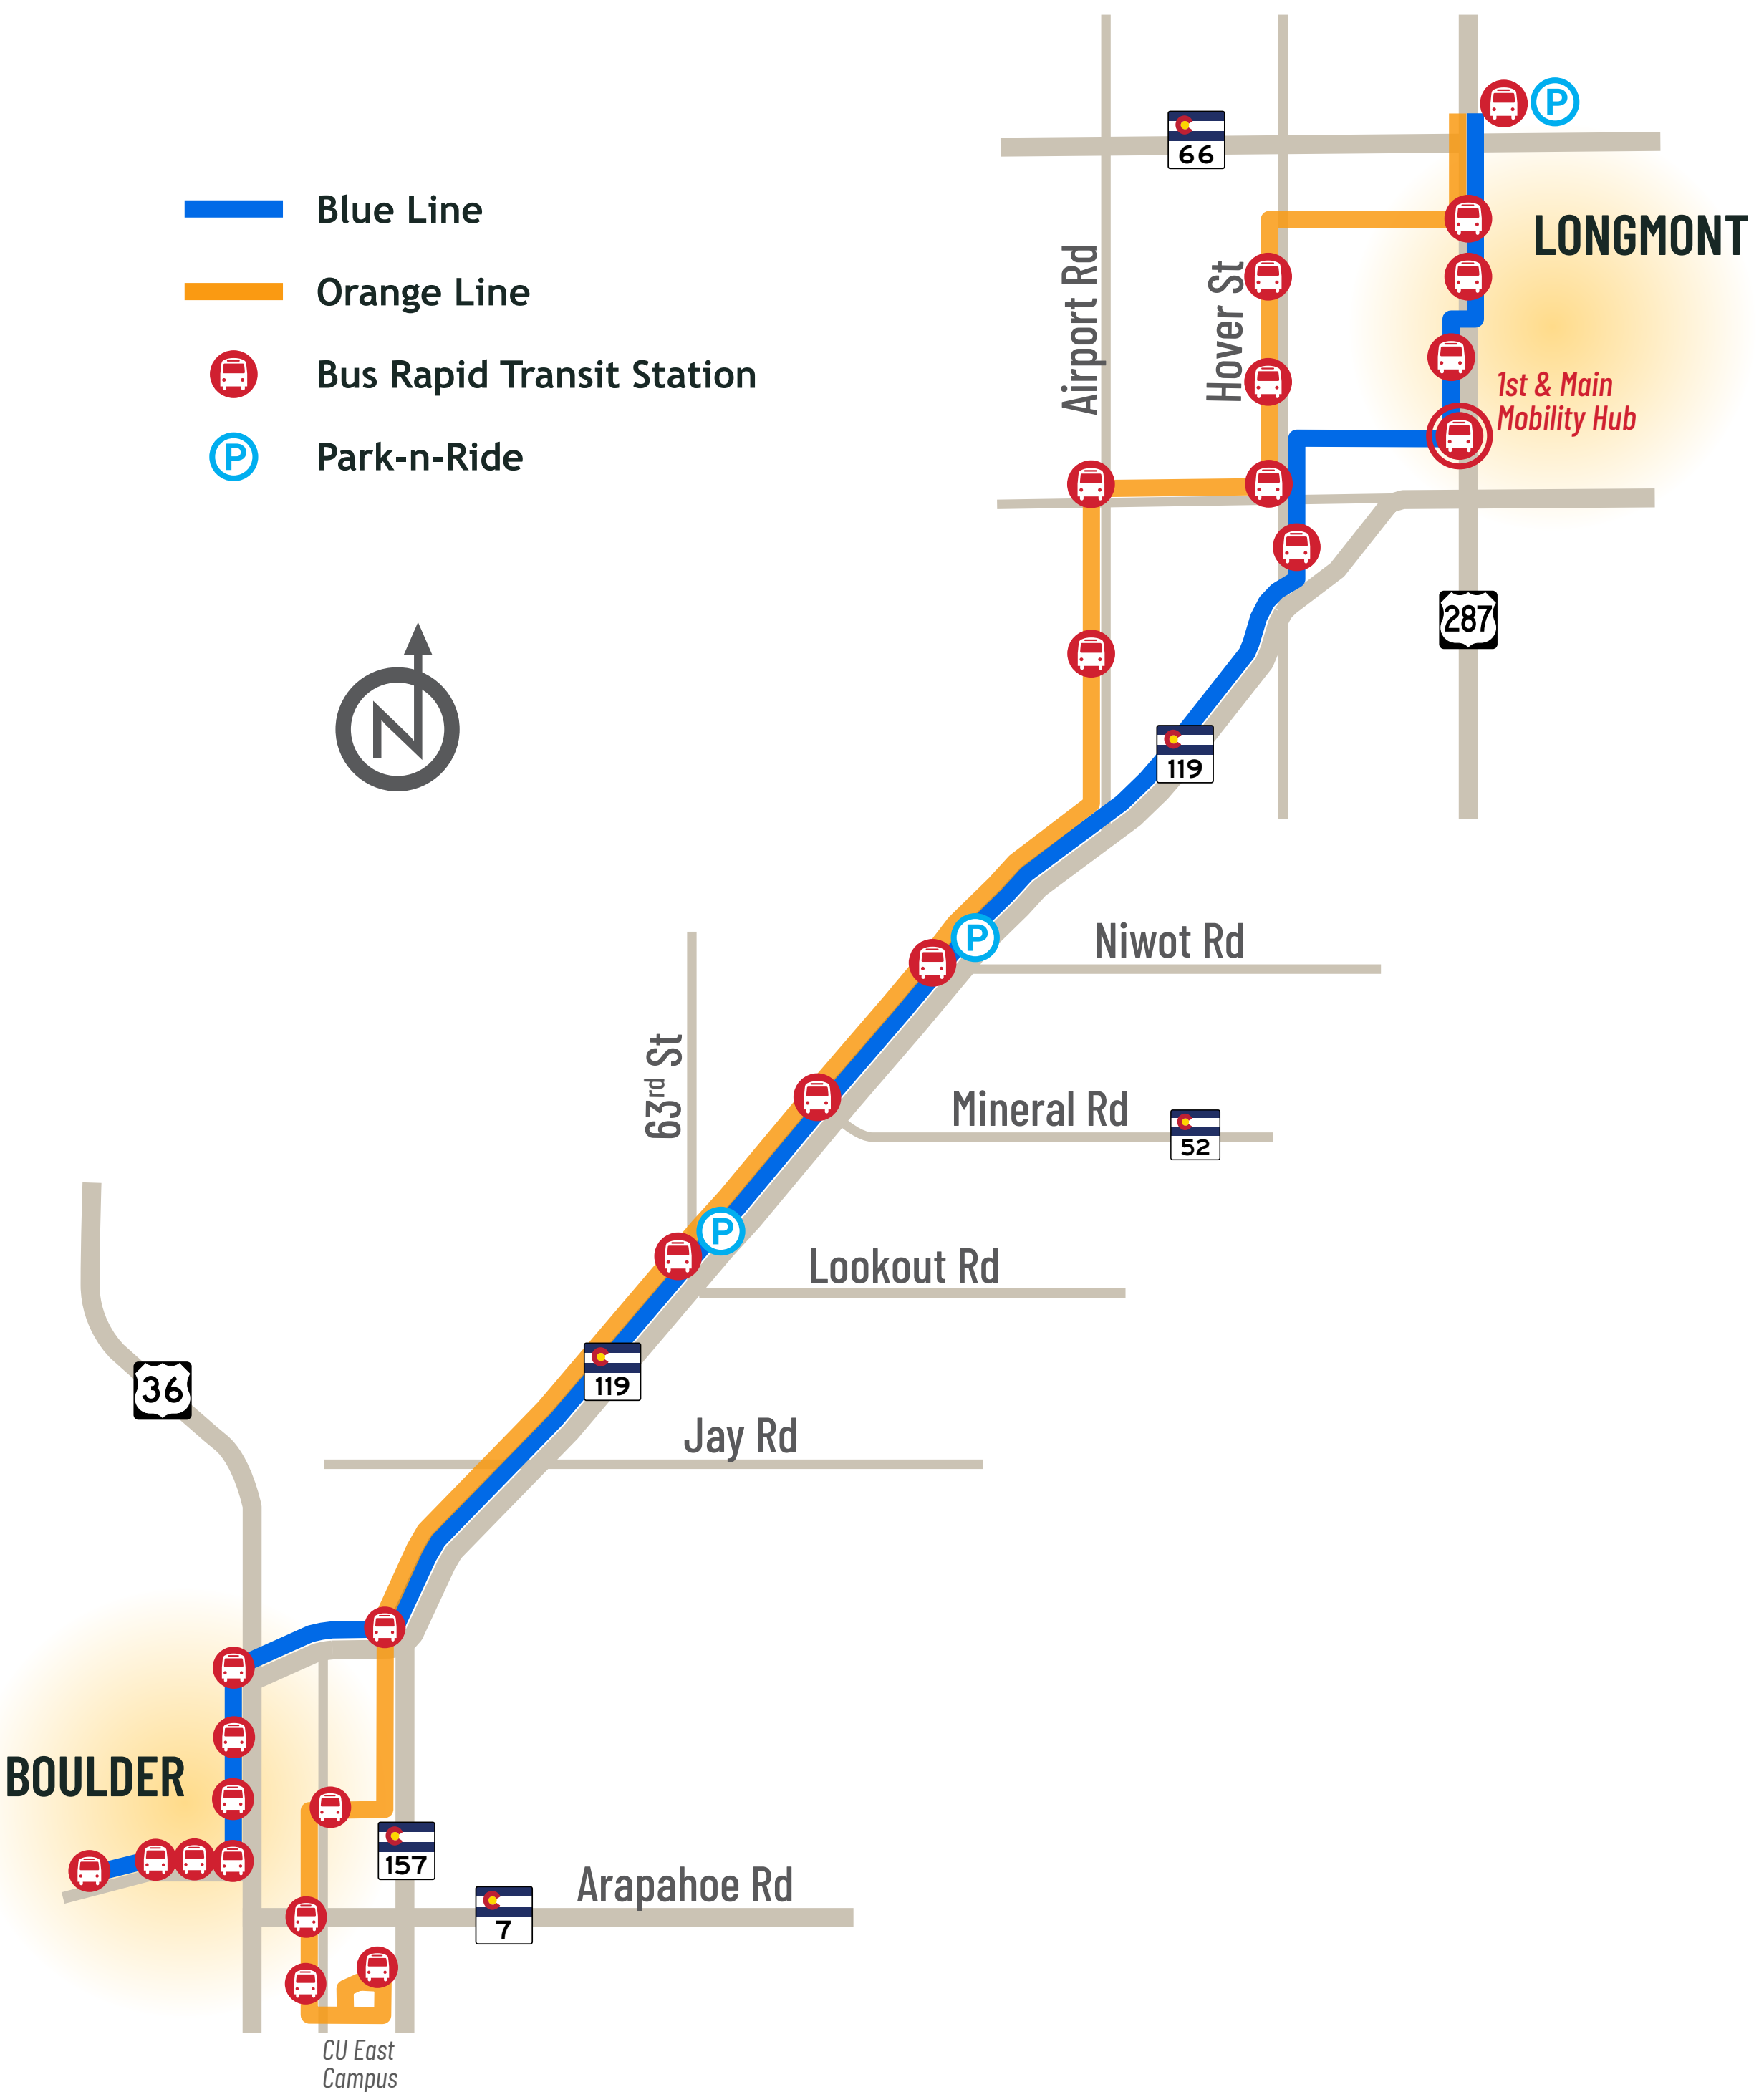 P
66
Blue Line
LONGMONT
Orange Line
Airport Rd
Hover St
Bus Rapid Transit Station
1st & Main
Mobility Hub
P
Park-n-Ride
287
N
119
P
Niwot Rd
63rd St
Mineral Rd
52
P
Lookout Rd
36
119
Jay Rd
BOULDER
157
Arapahoe Rd
7
CU East
Campus